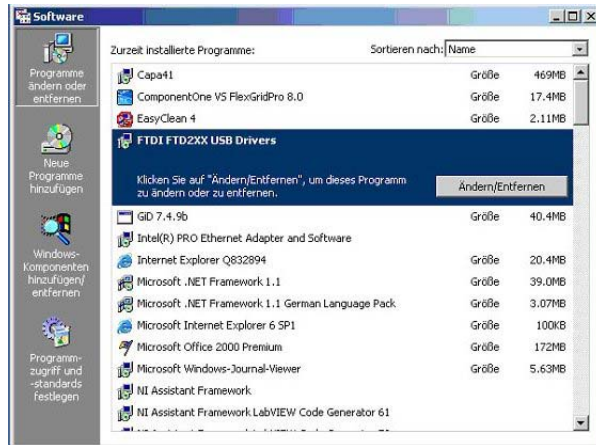 Software
Programme
ändern oder
entfernen
Neue
Programme
hinzufügen
Windows-
Komponenten
hinzufügen/
entfernen
Programm-
zugriff und
-standards
festlegen
Zurzeit installierte Programme:
Sortieren nach: Name
Capa41 Größe 469MB
ComponentOne VS FlexGridPro 8.0 Größe 17.4MB
EasyClean 4 Größe 2.11MB
FTDI FTD2XX USB Drivers
Klicken Sie auf "Ändern/Entfernen", um dieses Programm
zu ändern oder zu entfernen.
Ändern/Entfernen
GiD 7.4.9b Größe 40.4MB
Intel(R) PRO Ethernet Adapter and Software
Internet Explorer Q832894 Größe 20.4MB
Microsoft .NET Framework 1.1 Größe 39.0MB
Microsoft .NET Framework 1.1 German Language Pack Größe 3.07MB
Microsoft Internet Explorer 6 SP1 Größe 100KB
Microsoft Office 2000 Premium Größe 172MB
Microsoft Windows-Journal-Viewer Größe 5.63MB
NI Assistant Framework
NI Assistant Framework LabVIEW Code Generator 61